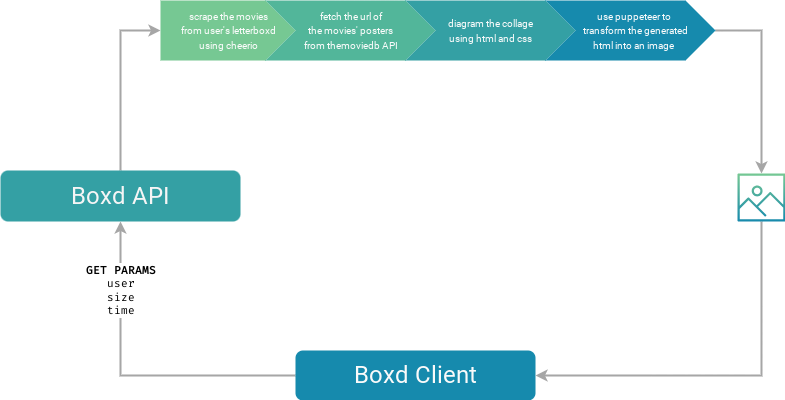 scrape the movies
from user's letterboxd
using cheerio
fetch the url of
the movies' posters
from themoviedb API
diagram the collage
using html and css
use puppeteer to
transform the generated
html into an image
Boxd API
GET PARAMS
user
size
time
Boxd Client